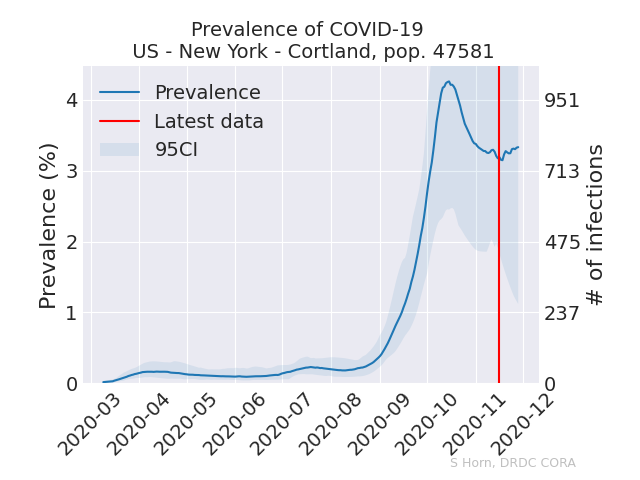 Prevalence of COVID-19
US - New York - Cortland, pop. 47581
Prevalence
Latest data
95CI
Prevalence (%)
4
3
2
1
0
951
713
475
237
0
# of infections
2020-03
2020-04
2020-05
2020-06
2020-07
2020-08
2020-09
2020-10
2020-11
2020-12
S Horn, DRDC CORA